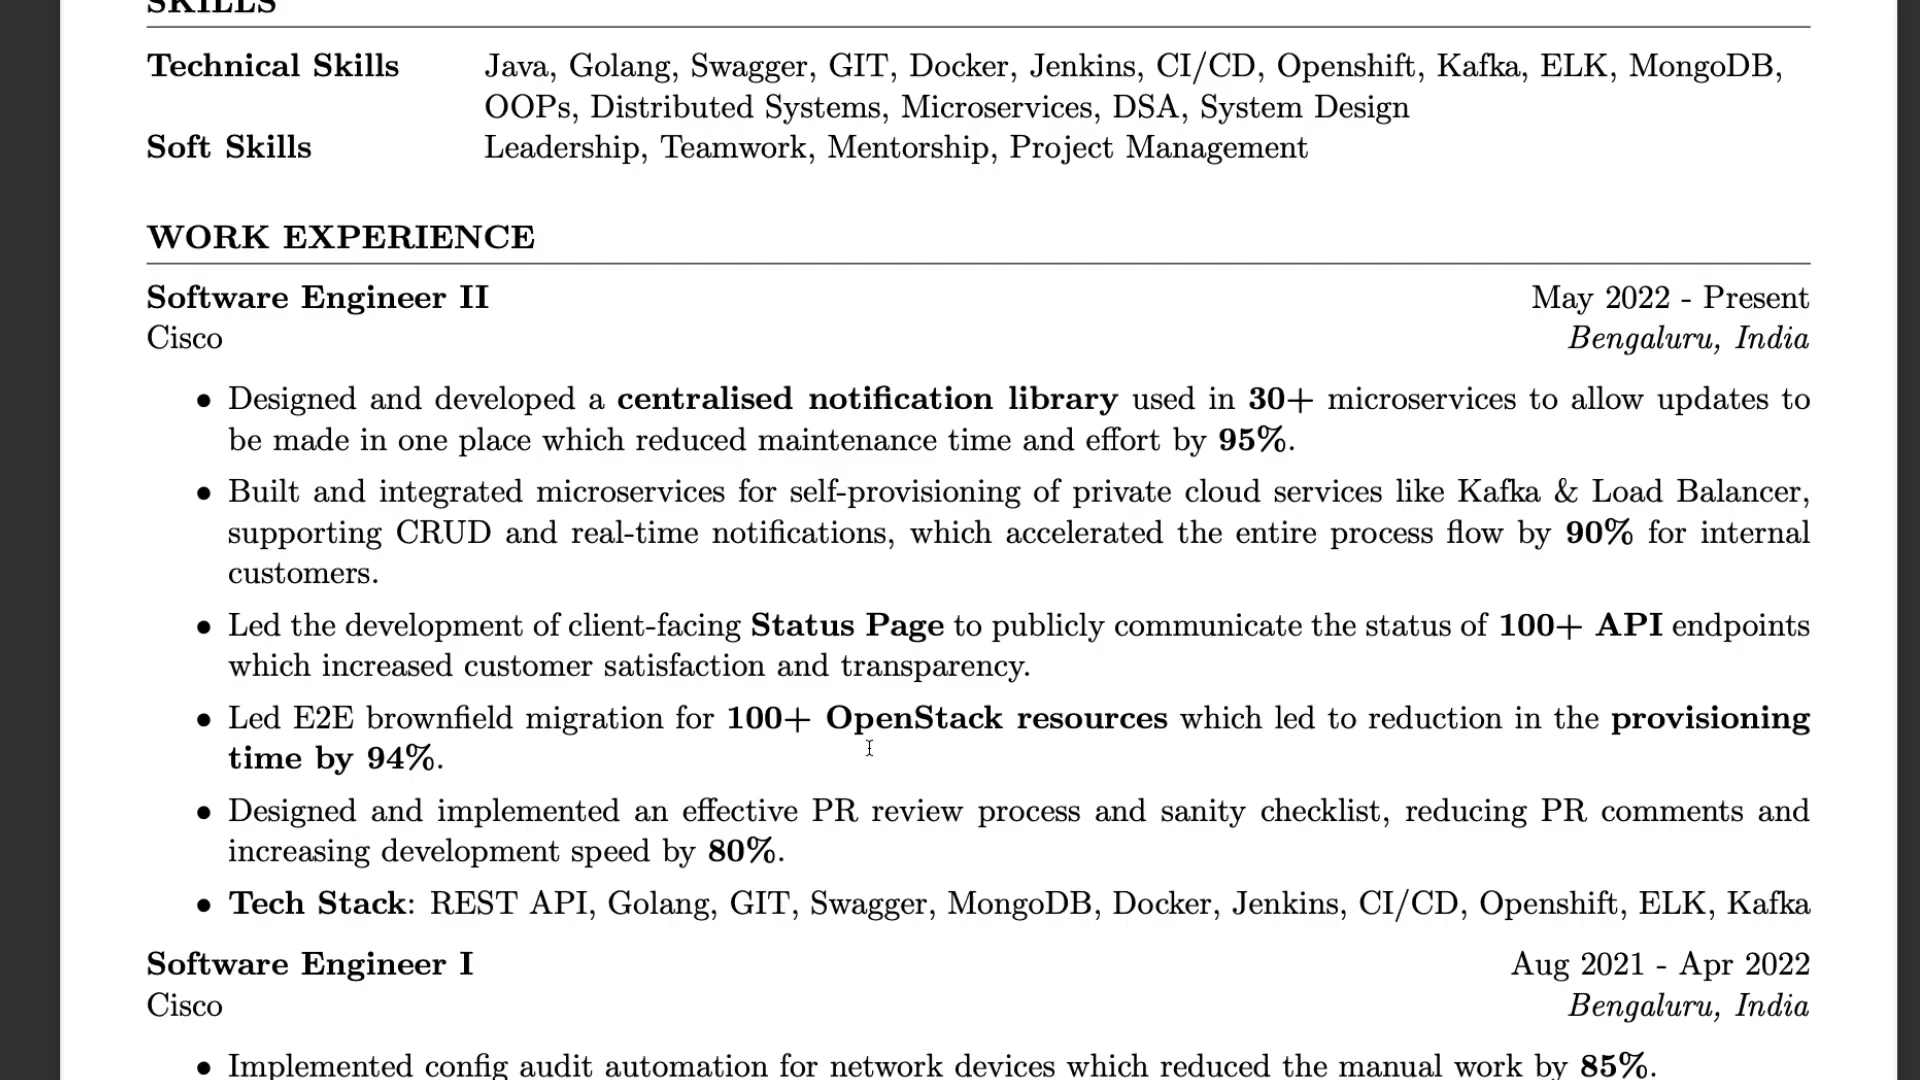 SKILLS
Technical Skills Java, Golang, Swagger, GIT, Docker, Jenkins, CI/CD, Openshift, Kafka, ELK, MongoDB,
OOPs, Distributed Systems, Microservices, DSA, System Design
Soft Skills Leadership, Teamwork, Mentorship, Project Management
WORK EXPERIENCE
Software Engineer II May 2022 - Present
Cisco Bengaluru, India
• Designed and developed a centralised notification library used in 30+ microservices to allow updates to
be made in one place which reduced maintenance time and effort by 95%.
• Built and integrated microservices for self-provisioning of private cloud services like Kafka & Load Balancer,
supporting CRUD and real-time notifications, which accelerated the entire process flow by 90% for internal
customers.
• Led the development of client-facing Status Page to publicly communicate the status of 100+ API endpoints
which increased customer satisfaction and transparency.
• Led E2E brownfield migration for 100+ OpenStack resources which led to reduction in the provisioning
time by 94%.
• Designed and implemented an effective PR review process and sanity checklist, reducing PR comments and
increasing development speed by 80%.
• Tech Stack: REST API, Golang, GIT, Swagger, MongoDB, Docker, Jenkins, CI/CD, Openshift, ELK, Kafka
Software Engineer I Aug 2021 - Apr 2022
Cisco Bengaluru, India
• Implemented config audit automation for network devices which reduced the manual work by 85%.